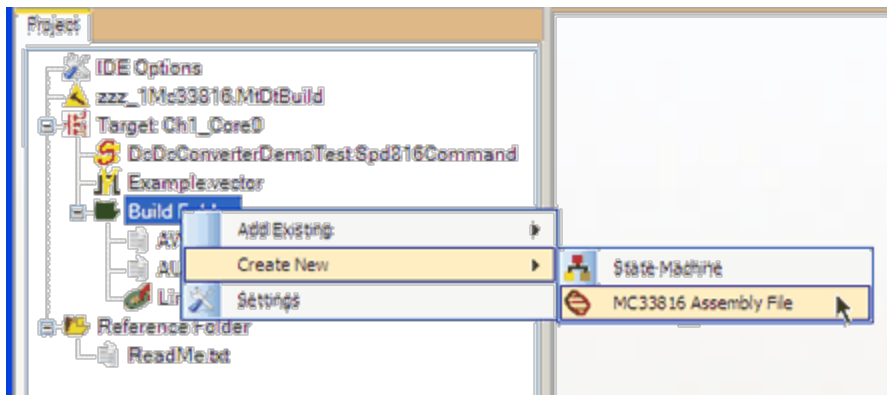 Project
IDE Options
zzz_1Mc33816.MtDtBuild
Target: Ch1_Core0
DcDcConverterDemoTest.Spd816Command
Example.vector
Build
Add Existing
Create New
State Machine
Settings
MC33816 Assembly File
Reference Folder
ReadMe.txt